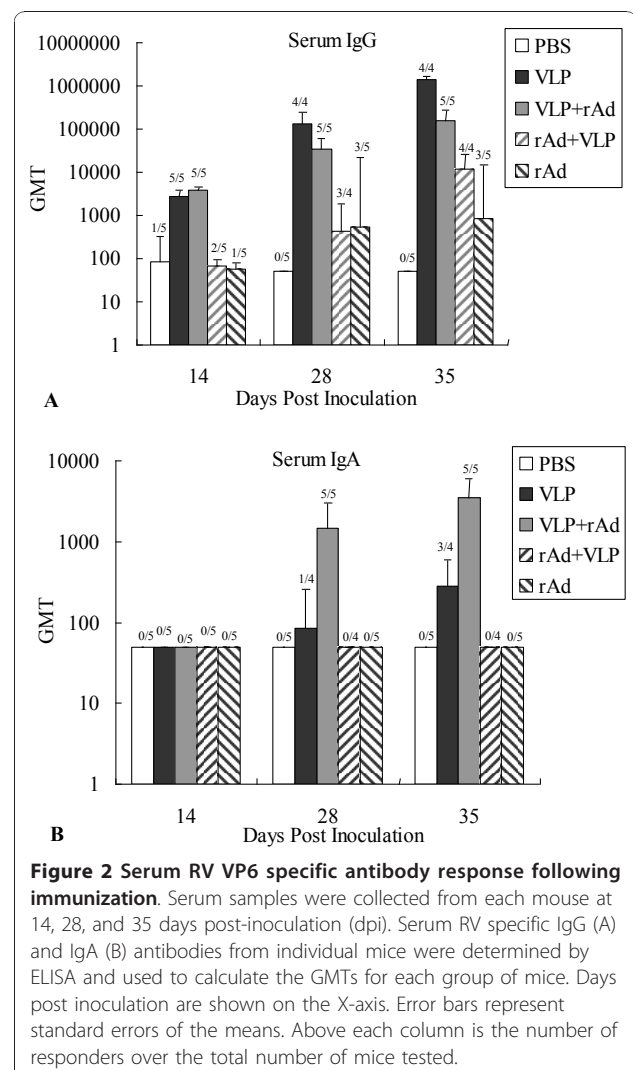 Serum IgG
10000000
1000000
100000
10000
1000
100
10
1
GMT
1/5 5/5 5/5 2/5 1/5
0/5 4/4 5/5 3/4 3/5
0/5 4/4 5/5 4/4 3/5
PBS
VLP
VLP+rAd
rAd+VLP
rAd
14 28 35
A
Days Post Inoculation
Serum IgA
10000
1000
100
10
1
GMT
0/5 0/5 0/5 0/5 0/5
0/5 1/4 5/5 0/4 0/5
0/5 3/4 5/5 0/4 0/5
PBS
VLP
VLP+rAd
rAd+VLP
rAd
14 28 35
B
Days Post Inoculation
Figure 2 Serum RV VP6 specific antibody response following
immunization. Serum samples were collected from each mouse at
14, 28, and 35 days post-inoculation (dpi). Serum RV specific IgG (A)
and IgA (B) antibodies from individual mice were determined by
ELISA and used to calculate the GMTs for each group of mice. Days
post inoculation are shown on the X-axis. Error bars represent
standard errors of the means. Above each column is the number of
responders over the total number of mice tested.